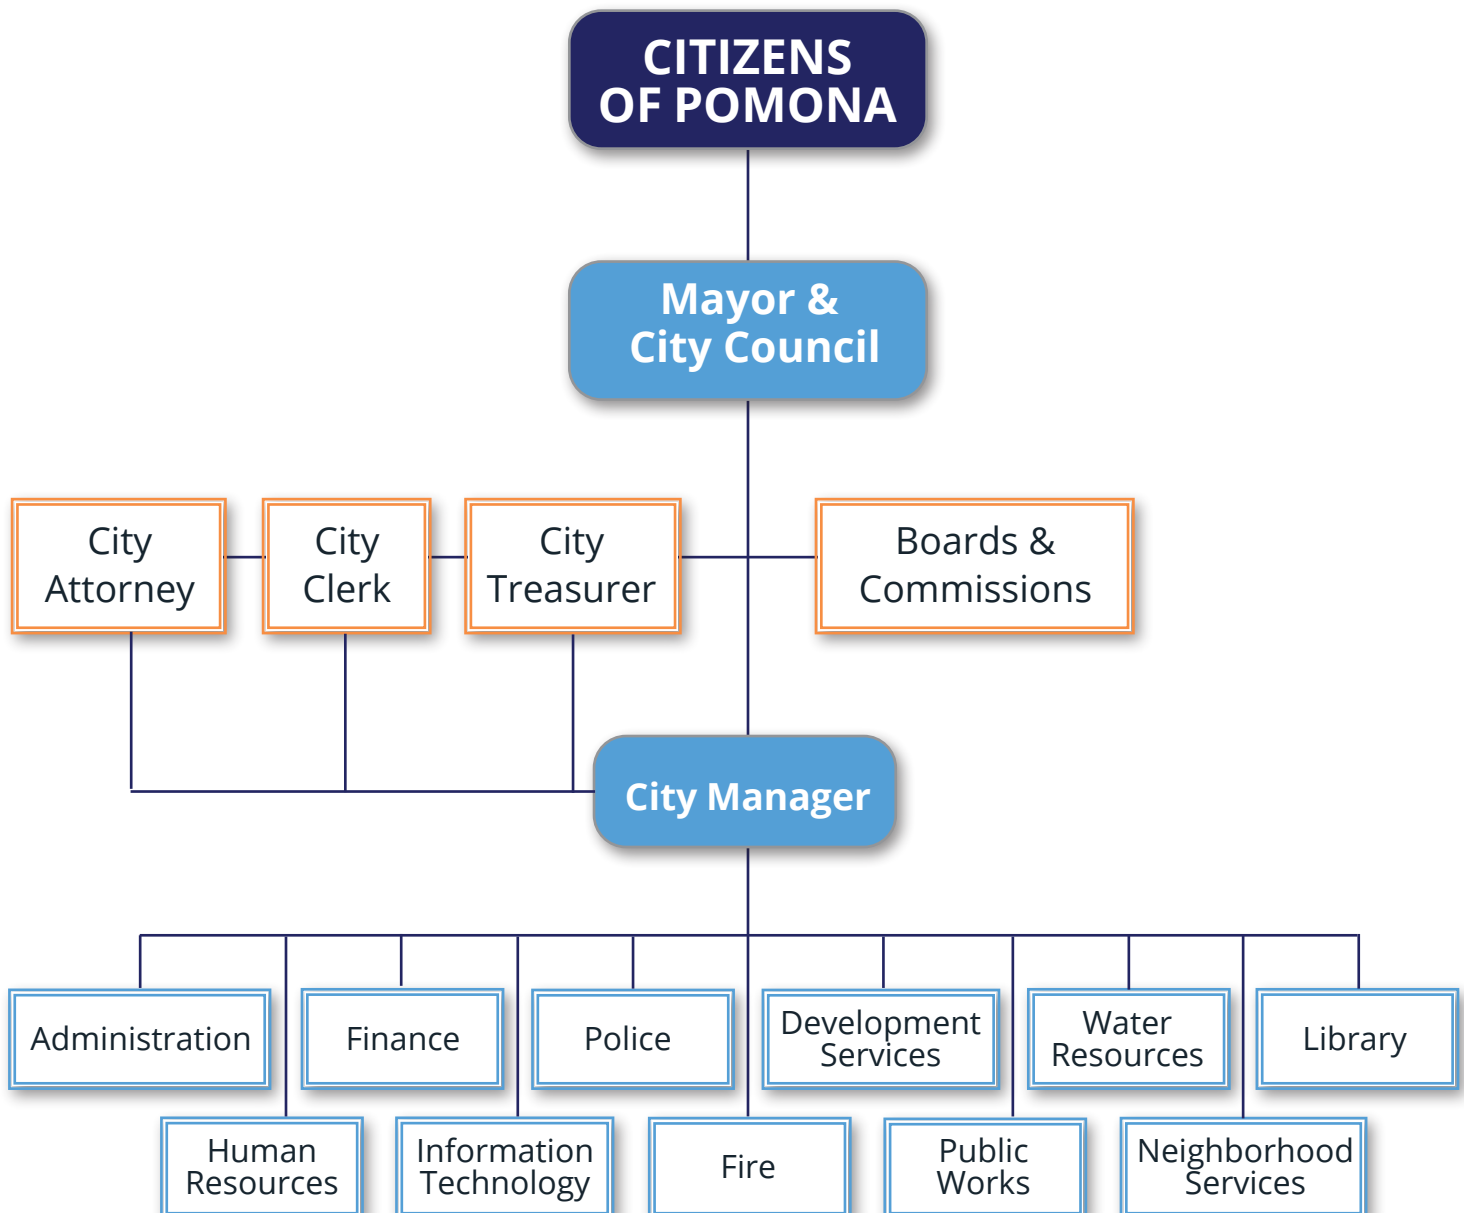 CITIZENS
OF POMONA
Mayor &
City Council
City
Attorney
City
Clerk
City
Treasurer
Boards &
Commissions
City Manager
Administration
Finance
Police
Development
Services
Water
Resources
Library
Human
Resources
Information
Technology
Fire
Public
Works
Neighborhood
Services